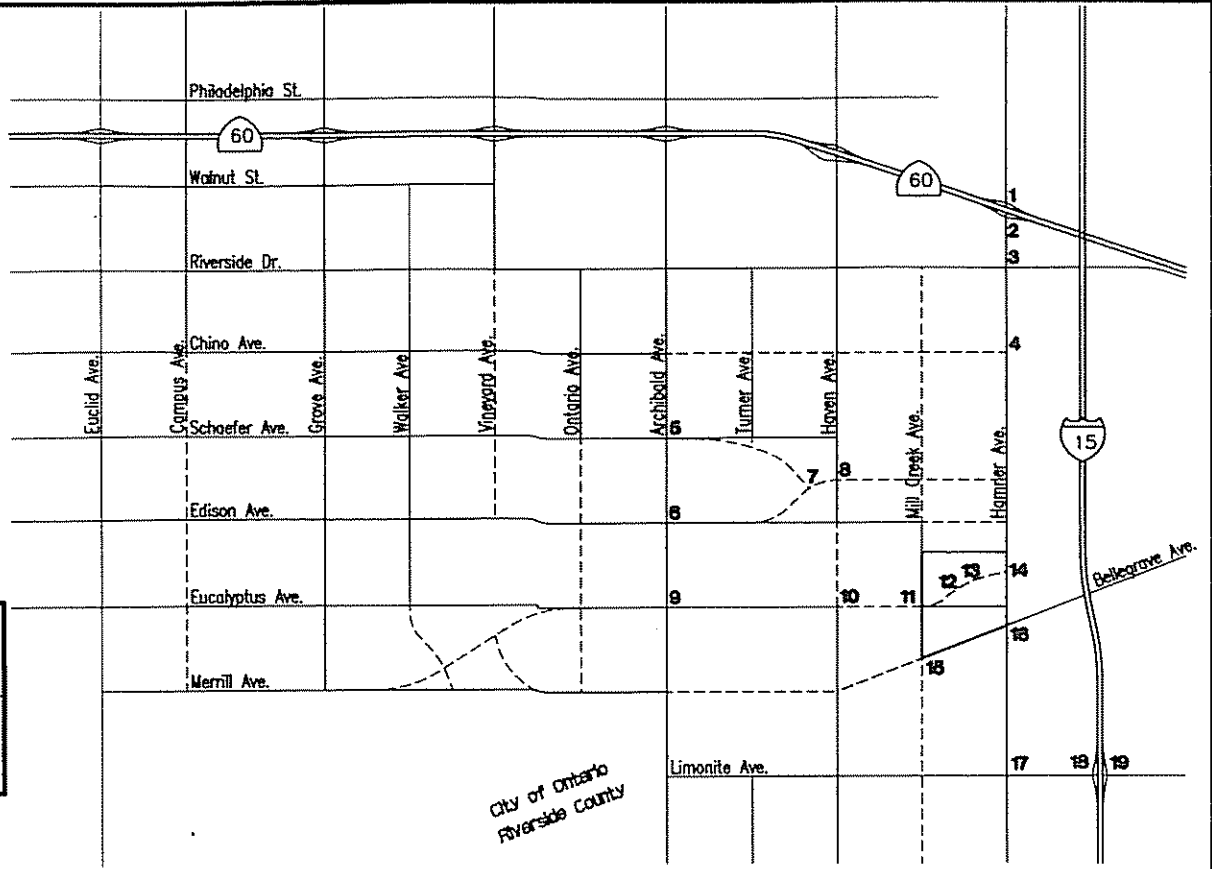 Philadelphia St.
60
Walnut St.
60
1
2
Riverside Dr.
3
Chino Ave.
4
Euclid Ave.
Campus Ave.
Grove Ave.
Walker Ave.
Vineyard Ave.
Ontario Ave.
Archibald Ave.
Turner Ave.
Haven Ave.
Mill Creek Ave.
Hamner Ave.
Schaefer Ave.
5
15
7
8
Edison Ave.
6
12
13
14
Bellegrave Ave.
Eucalyptus Ave.
9
10
11
16
15
Merrill Ave.
Limonite Ave.
17
18
19
City of Ontario
Riverside County